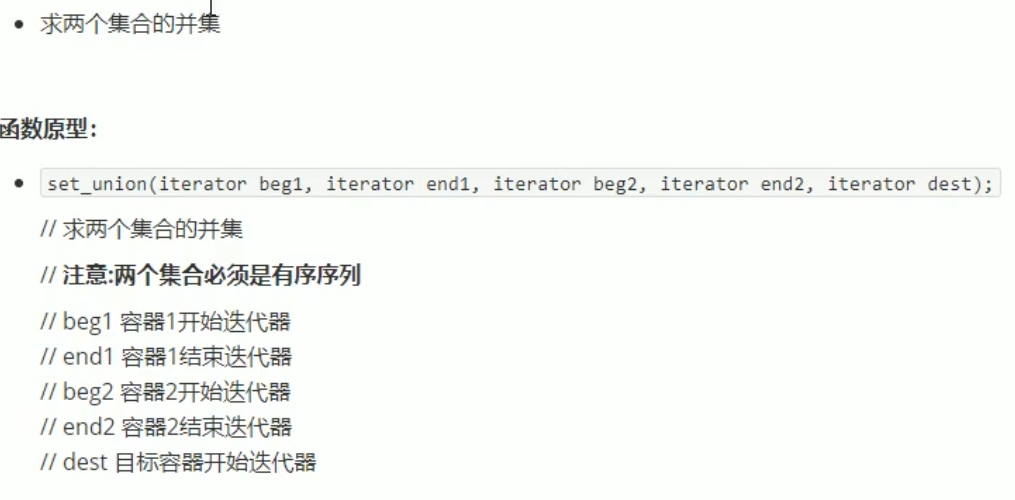 求两个集合的并集
函数原型：
set_union(iterator beg1, iterator end1, iterator beg2, iterator end2, iterator dest);
// 求两个集合的并集
// 注意:两个集合必须是有序序列
// beg1 容器1开始迭代器
// end1 容器1结束迭代器
// beg2 容器2开始迭代器
// end2 容器2结束迭代器
// dest 目标容器开始迭代器